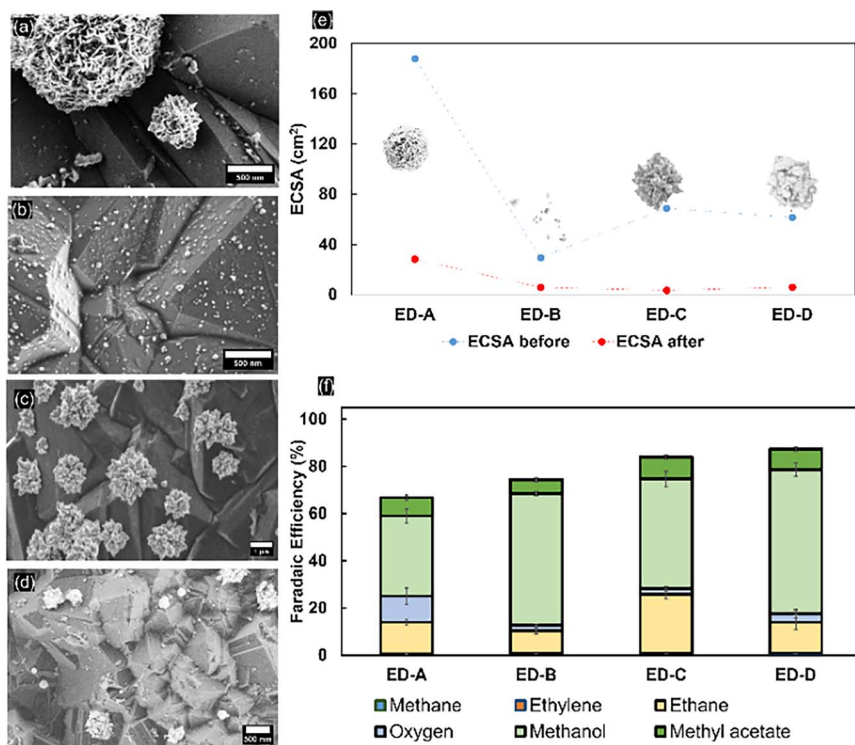 (a)
500 nm
(b)
500 nm
(c)
1 µm
(d)
500 nm
(e)
200
160
120
80
40
0
ECSA (cm²)
ED-A ED-B ED-C ED-D
ECSA before ECSA after
(f)
100
80
60
40
20
0
Faradaic Efficiency (%)
ED-A ED-B ED-C ED-D
Methane Ethylene Ethane
Oxygen Methanol Methyl acetate